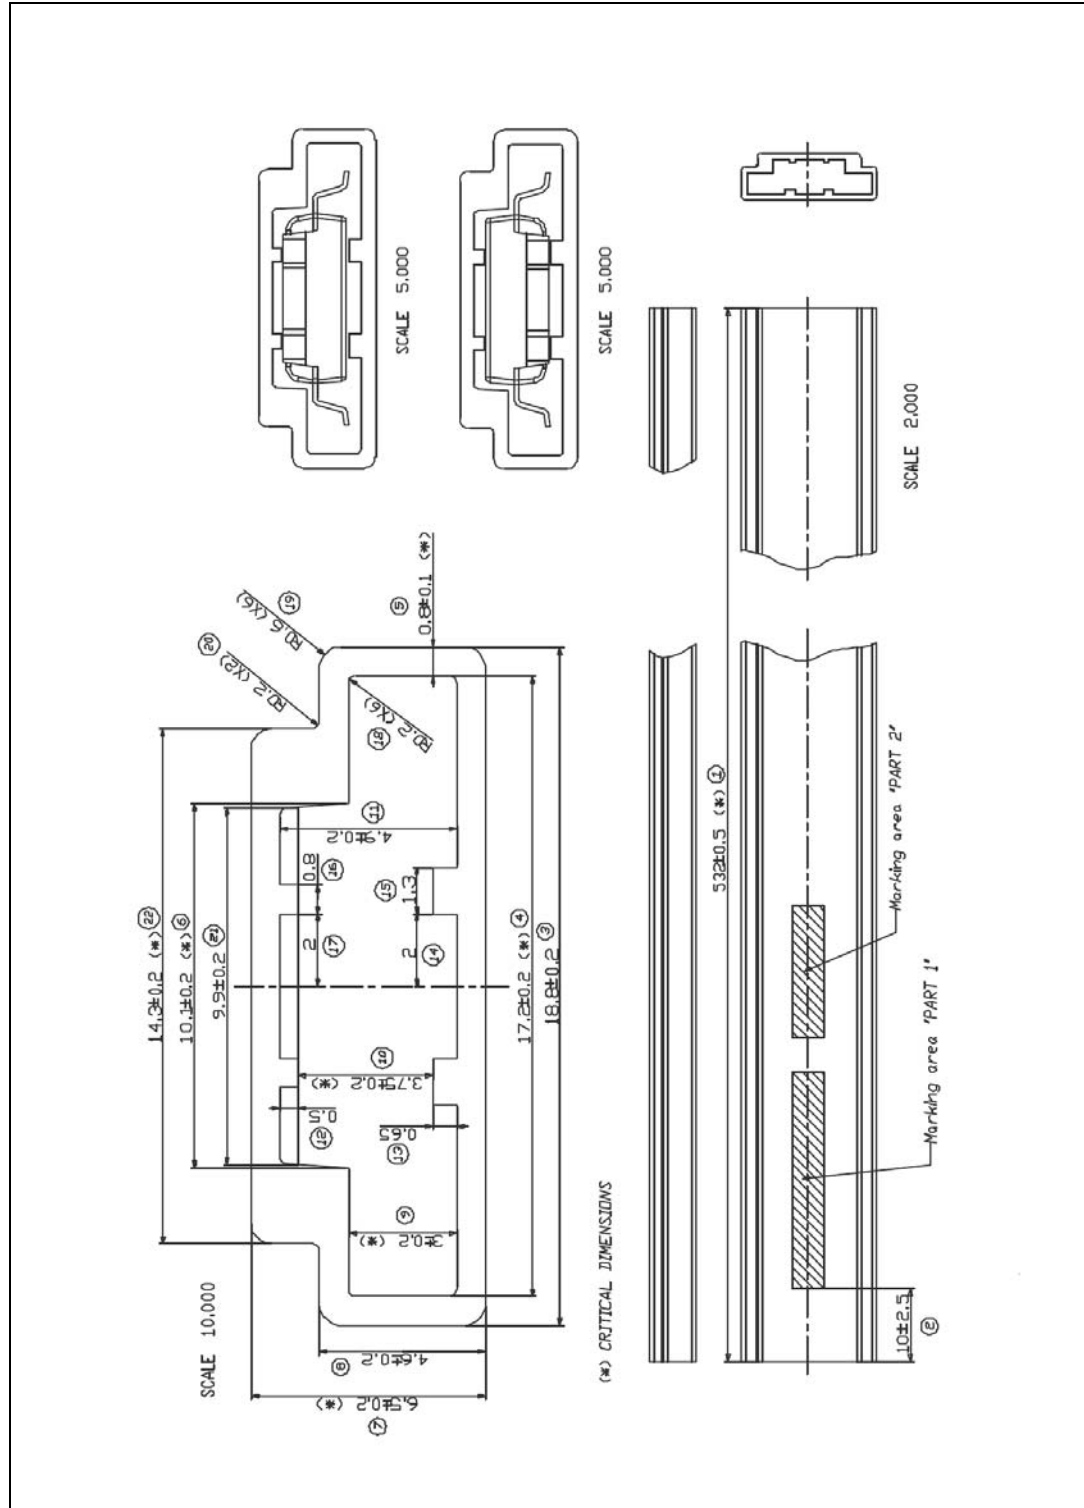 SCALE 5,000
SCALE 5,000
SCALE 2,000
SCALE 10,000
14,3±0,2 (*) 22
10,1±0,2 (*) 6
9,9±0,2 21
R0,2 (X2) 20
R0,6 (X6) 19
R0,2 (X6) 18
0,8±0,1 (*) 5
4,9±0,2 11
0,8 16
2 17
1,3 15
2 14
3,75±0,2 (*) 10
0,5 12
0,65 13
3±0,2 (*) 9
17,2±0,2 (*) 4
18,8±0,2 3
4,6±0,2 8
6,5±0,2 (*) 7
(*) CRITICAL DIMENSIONS
532±0,5 (*) 1
10±2,5 2
Marking area "PART 1"
Marking area "PART 2"